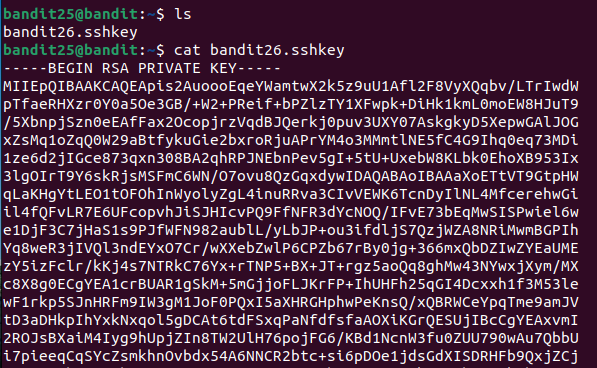 bandit25@bandit:~$ ls
bandit26.sshkey
bandit25@bandit:~$ cat bandit26.sshkey
-----BEGIN RSA PRIVATE KEY-----
MIIEpQIBAAKCAQEApis2AuoooEqeYWamtwX2k5z9uU1Afl2F8VyXQqbv/LTrIwdW
pTfaeRHXzr0Y0a5Oe3GB/+W2+PReif+bPZlzTY1XFwpk+DiHk1kmL0moEW8HJuT9
/5XbnpjSzn0eEAfFax2OcopjrzVqdBJQerkj0puv3UXY07AskgkyD5XepwGAlJOG
xZsMq1oZqQ0W29aBtfykuGie2bxroRjuAPrYM4o3MMmtlNE5fC4G9Ihq0eq73MDi
1ze6d2jIGce873qxn308BA2qhRPJNEbnPev5gI+5tU+UxebW8KLbk0EhoXB953Ix
3lgOIrT9Y6skRjsMSFmC6WN/O7ovu8QzGqxdywIDAQABAoIBAAaXoETtVT9GtpHW
qLaKHgYtLEO1tOFOhInWyolyZgL4inuRRva3CIvVEWK6TcnDyIlNL4MfcerehwGi
il4fQFvLR7E6UFcopvhJiSJHIcvPQ9FfNFR3dYcNOQ/IFvE73bEqMwSISPwiel6w
e1DjF3C7jHaS1s9PJfWFN982aublL/yLbJP+ou3ifdljS7QzjWZA8NRiMwmBGPIh
Yq8weR3jIVQl3ndEYxO7Cr/wXXebZwlP6CPZb67rBy0jg+366mxQbDZIwZYEaUME
zY5izFclr/kKj4s7NTRkC76Yx+rTNP5+BX+JT+rgz5aoQq8ghMw43NYwxjXym/MX
c8X8g0ECgYEA1crBUAR1gSkM+5mGjjoFLJKrFP+IhUHFh25qGI4Dcxxh1f3M53le
wF1rkp5SJnHRFm9IW3gM1JoF0PQxI5aXHRGHphwPeKnsQ/xQBRWCeYpqTme9amJV
tD3aDHkpIhYxkNxqol5gDCAt6tdFSxqPaNfdfsfaAOXiKGrQESUjIBcCgYEAxvmI
2ROJsBXaiM4Iyg9hUpjZIn8TW2UlH76pojFG6/KBd1NcnW3fu0ZUU790wAu7QbbU
i7pieeqCqSYcZsmkhnOvbdx54A6NNCR2btc+si6pDOe1jdsGdXISDRHFb9QxjZCj